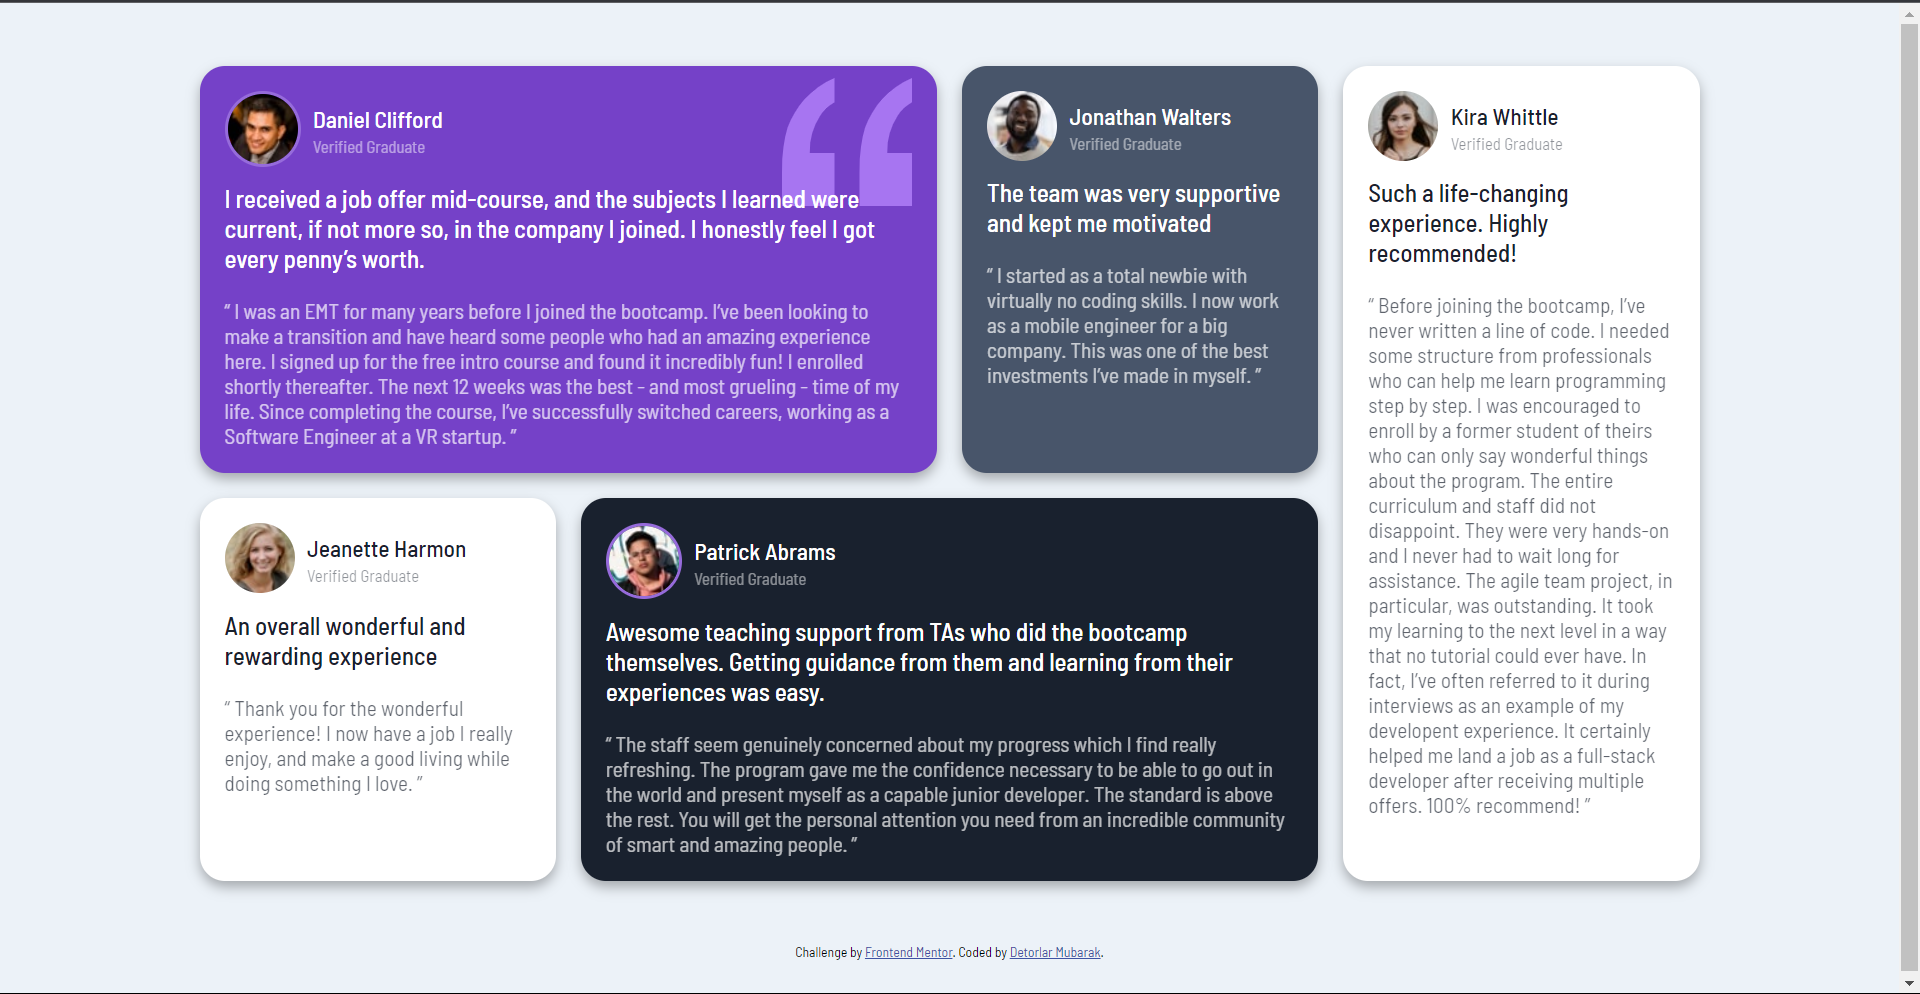 Daniel Clifford
Verified Graduate
I received a job offer mid-course, and the subjects I learned were
current, if not more so, in the company I joined. I honestly feel I got
every penny’s worth.
“ I was an EMT for many years before I joined the bootcamp. I’ve been looking to
make a transition and have heard some people who had an amazing experience
here. I signed up for the free intro course and found it incredibly fun! I enrolled
shortly thereafter. The next 12 weeks was the best - and most grueling - time of my
life. Since completing the course, I’ve successfully switched careers, working as a
Software Engineer at a VR startup. ”
Jonathan Walters
Verified Graduate
The team was very supportive
and kept me motivated
“ I started as a total newbie with
virtually no coding skills. I now work
as a mobile engineer for a big
company. This was one of the best
investments I’ve made in myself. ”
Kira Whittle
Verified Graduate
Such a life-changing
experience. Highly
recommended!
“ Before joining the bootcamp, I’ve
never written a line of code. I needed
some structure from professionals
who can help me learn programming
step by step. I was encouraged to
enroll by a former student of theirs
who can only say wonderful things
about the program. The entire
curriculum and staff did not
disappoint. They were very hands-on
and I never had to wait long for
assistance. The agile team project, in
particular, was outstanding. It took
my learning to the next level in a way
that no tutorial could ever have. In
fact, I’ve often referred to it during
interviews as an example of my
developent experience. It certainly
helped me land a job as a full-stack
developer after receiving multiple
offers. 100% recommend! ”
Jeanette Harmon
Verified Graduate
An overall wonderful and
rewarding experience
“ Thank you for the wonderful
experience! I now have a job I really
enjoy, and make a good living while
doing something I love. ”
Patrick Abrams
Verified Graduate
Awesome teaching support from TAs who did the bootcamp
themselves. Getting guidance from them and learning from their
experiences was easy.
” The staff seem genuinely concerned about my progress which I find really
refreshing. The program gave me the confidence necessary to be able to go out in
the world and present myself as a capable junior developer. The standard is above
the rest. You will get the personal attention you need from an incredible community
of smart and amazing people. ”
Challenge by Frontend Mentor. Coded by Detorlar Mubarak.